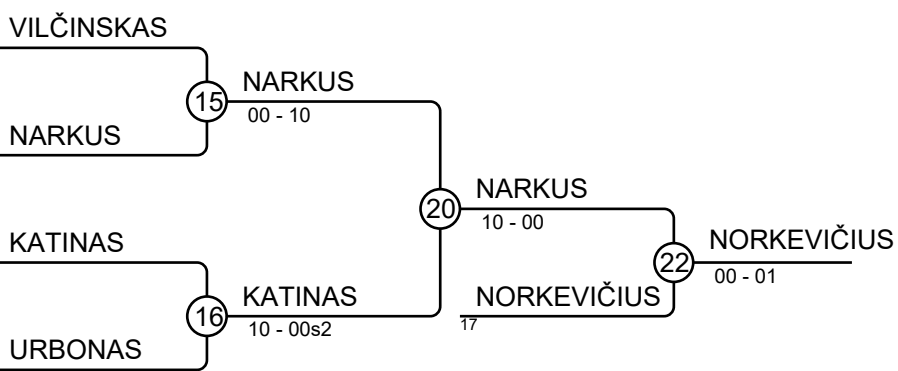 VILČINSKAS
15
NARKUS
00 - 10
NARKUS
20
NARKUS
10 - 00
KATINAS
16
KATINAS
10 - 00s2
URBONAS
NORKEVIČIUS
17
22
NORKEVIČIUS
00 - 01